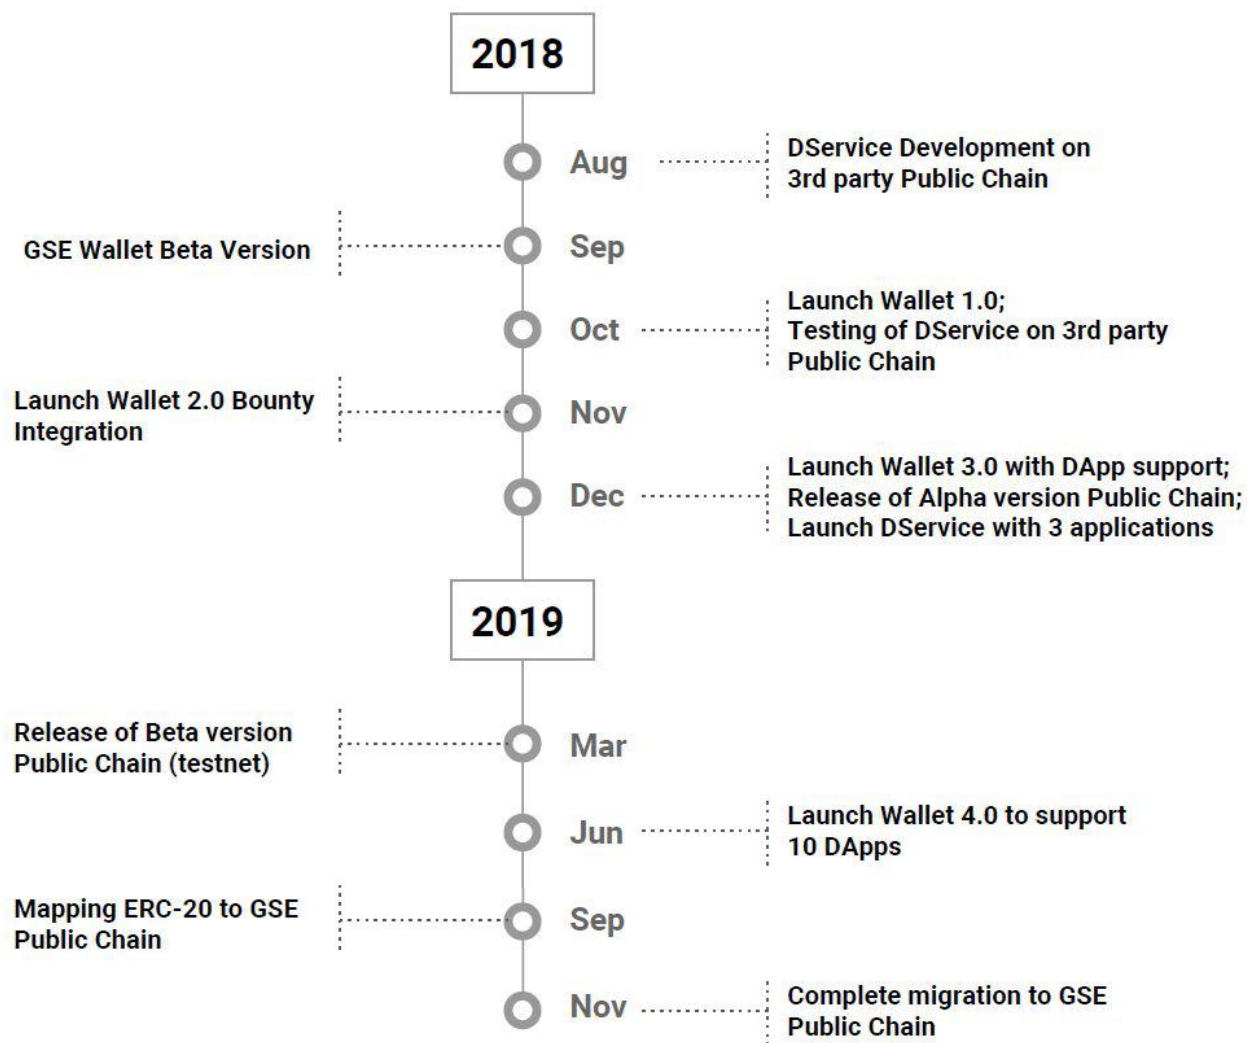 2018
Aug
DService Development on
3rd party Public Chain
GSE Wallet Beta Version
Sep
Oct
Launch Wallet 1.0;
Testing of DService on 3rd party
Public Chain
Launch Wallet 2.0 Bounty
Integration
Nov
Dec
Launch Wallet 3.0 with DApp support;
Release of Alpha version Public Chain;
Launch DService with 3 applications
2019
Release of Beta version
Public Chain (testnet)
Mar
Jun
Launch Wallet 4.0 to support
10 DApps
Mapping ERC-20 to GSE
Public Chain
Sep
Nov
Complete migration to GSE
Public Chain